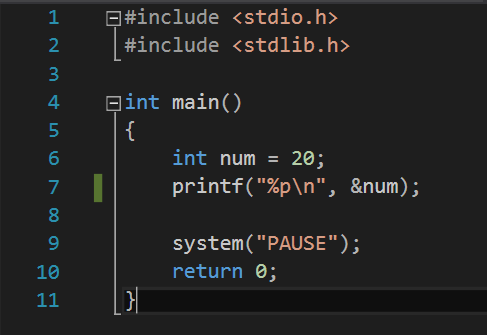 1 #include <stdio.h>
2 #include <stdlib.h>
3
4 int main()
5 {
6     int num = 20;
7     printf("%p\n", &num);
8
9     system("PAUSE");
10     return 0;
11 }